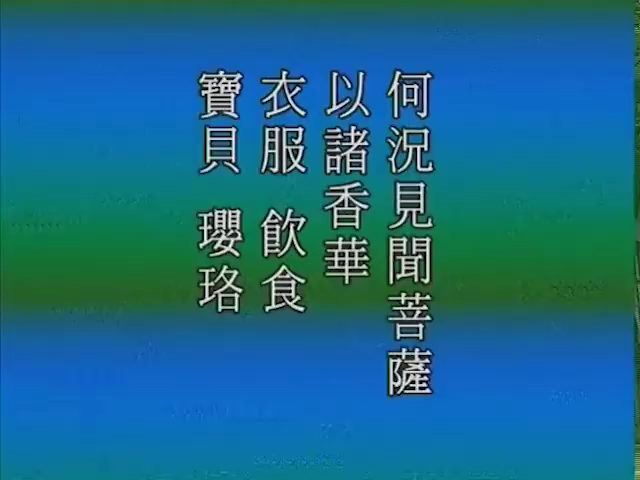 何況見聞菩薩
以諸香華
衣服 飲食
寶貝 瓔珞